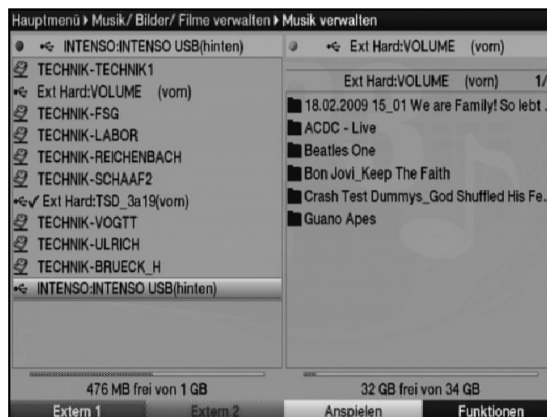 Hauptmenü Musik/ Bilder/ Filme verwalten Musik verwalten
INTENSO:INTENSO USB(hinten)
TECHNIK-TECHNIK1
Ext Hard:VOLUME (vorn)
TECHNIK-FSG
TECHNIK-LABOR
TECHNIK-REICHENBACH
TECHNIK-SCHAAF2
Ext Hard:TSD_3a19(vorn)
TECHNIK-VOGTT
TECHNIK-ULRICH
TECHNIK-BRUECK_H
INTENSO:INTENSO USB(hinten)
476 MB frei von 1 GB
Ext Hard:VOLUME (vorn)
Ext Hard:VOLUME (vorn) 1/
18.02.2009 15_01 We are Family! So lebt .
ACDC - Live
Beatles One
Bon Jovi_Keep The Faith
Crash Test Dummys_God Shuffled His Fe..
Guano Apes
32 GB frei von 34 GB
Extern 1 Extern 2 Anspielen Funktionen